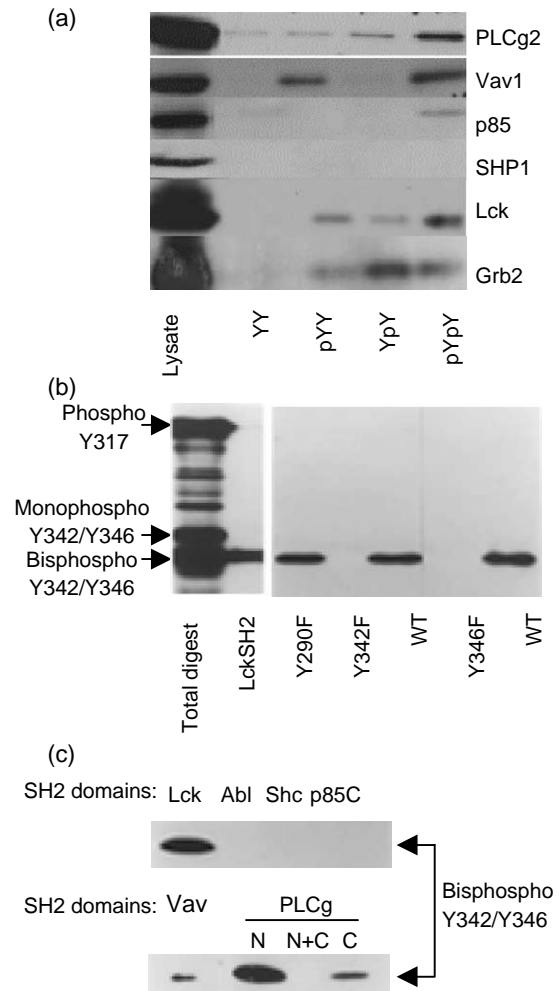 (a)
PLCg2
Vav1
p85
SHP1
Lck
Grb2
Lysate
YY
pYY
YpY
pYpY
(b)
Phospho
Y317
Monophospho
Y342/Y346
Bisphospho
Y342/Y346
Total digest
LckSH2
Y290F
Y342F
WT
Y346F
WT
(c)
SH2 domains: Lck Abl Shc p85C
SH2 domains: Vav PLCg
N N+C C
Bisphospho
Y342/Y346